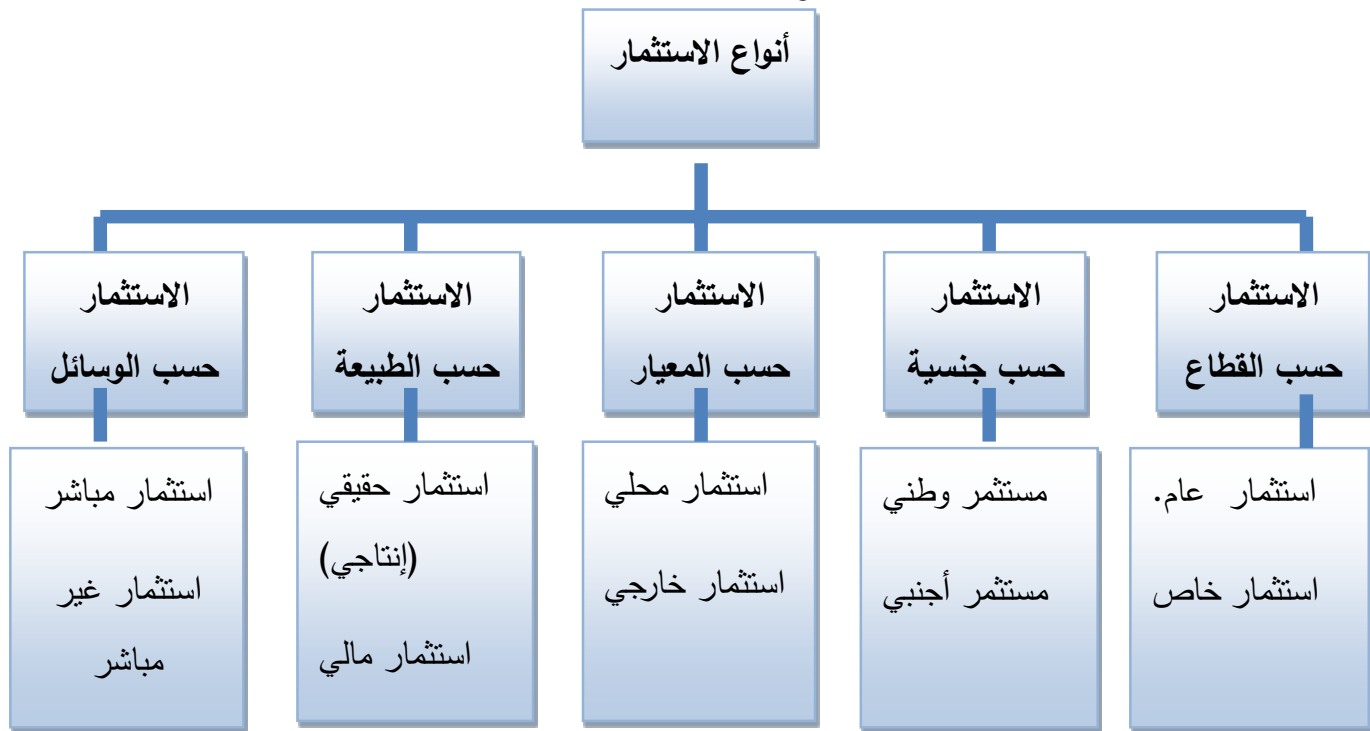 أنواع الاستثمار
الاستثمار
حسب القطاع
الاستثمار
حسب جنسية
الاستثمار
حسب المعيار
الاستثمار
حسب الطبيعة
الاستثمار
حسب الوسائل
استثمار عام.
استثمار خاص
مستثمر وطني
مستثمر أجنبي
استثمار محلي
استثمار خارجي
استثمار حقيقي
(إنتاجي)
استثمار مالي
استثمار مباشر
استثمار غير
مباشر